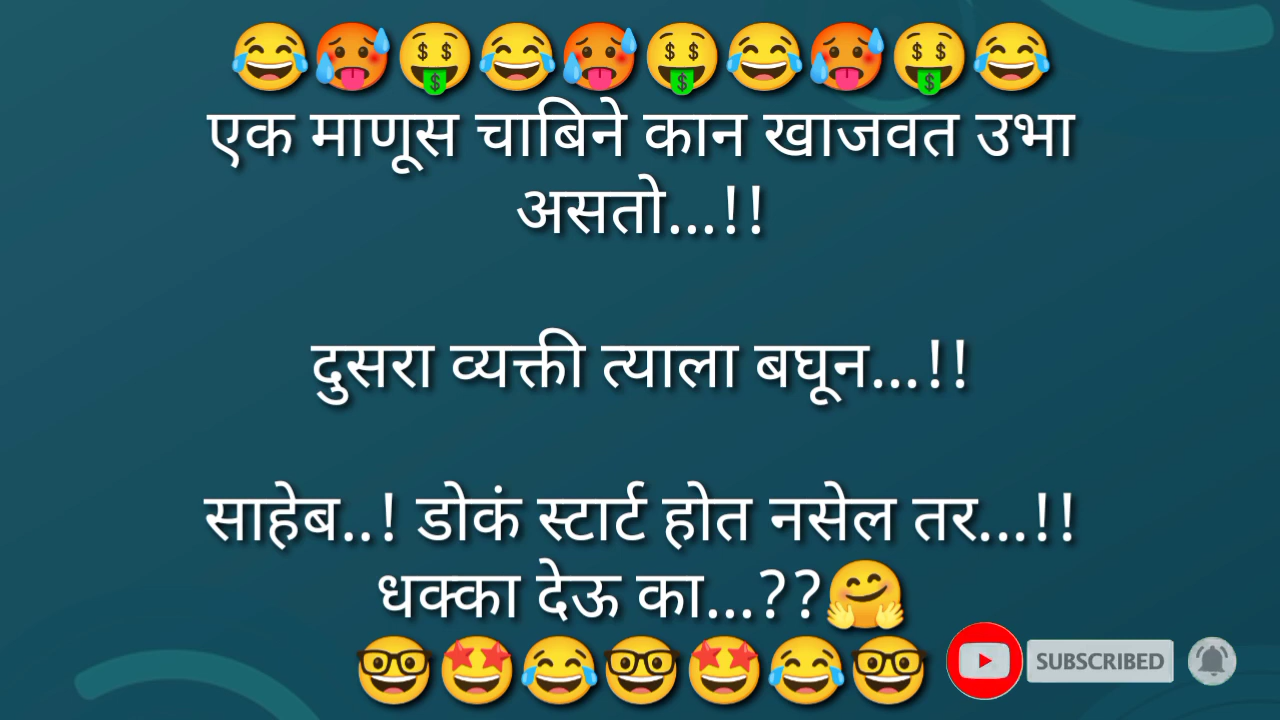 😂🥵🤑😂🥵🤑😂🥵🤑😂
एक माणूस चाबिने कान खाजवत उभा
असतो...!!
दुसरा व्यक्ती त्याला बघून...!!
साहेब..! डोकं स्टार्ट होत नसेल तर...!!
धक्का देऊ का...??🤗
🤓🤩😂🤓🤩😂🤓
SUBSCRIBED